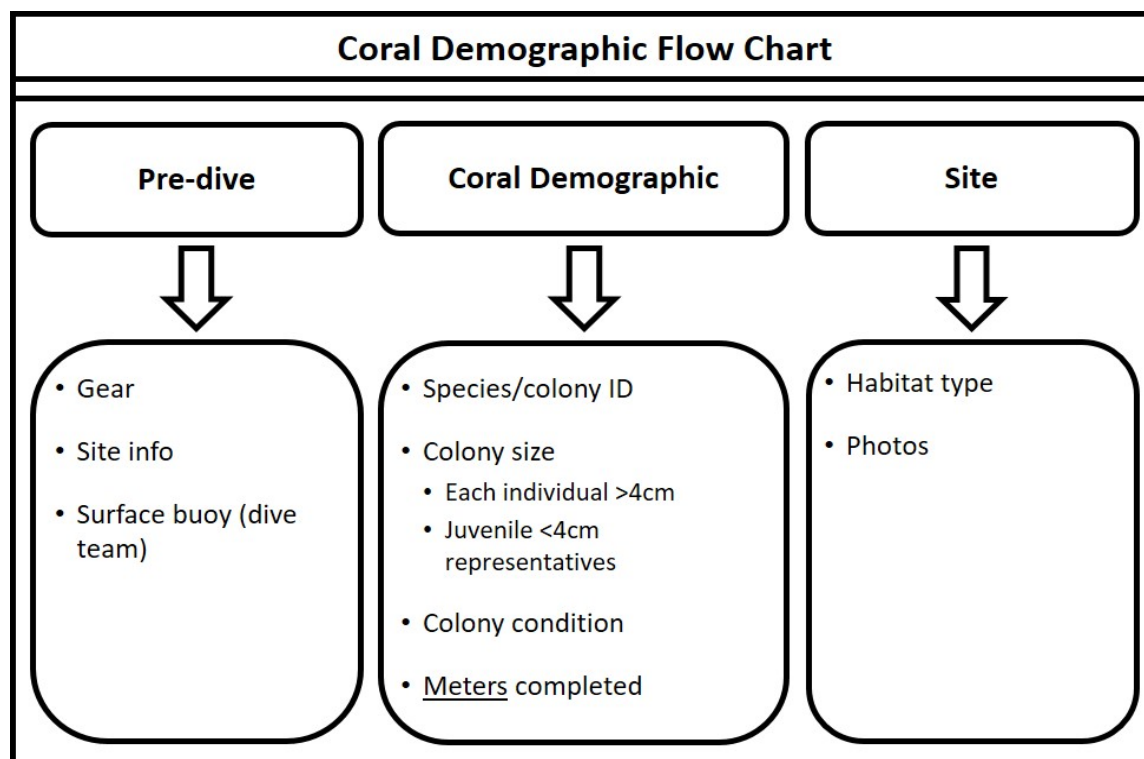 Coral Demographic Flow Chart
Pre-dive
• Gear
• Site info
• Surface buoy (dive
team)
Coral Demographic
• Species/colony ID
• Colony size
• Each individual >4cm
• Juvenile <4cm
representatives
• Colony condition
• Meters completed
Site
• Habitat type
• Photos